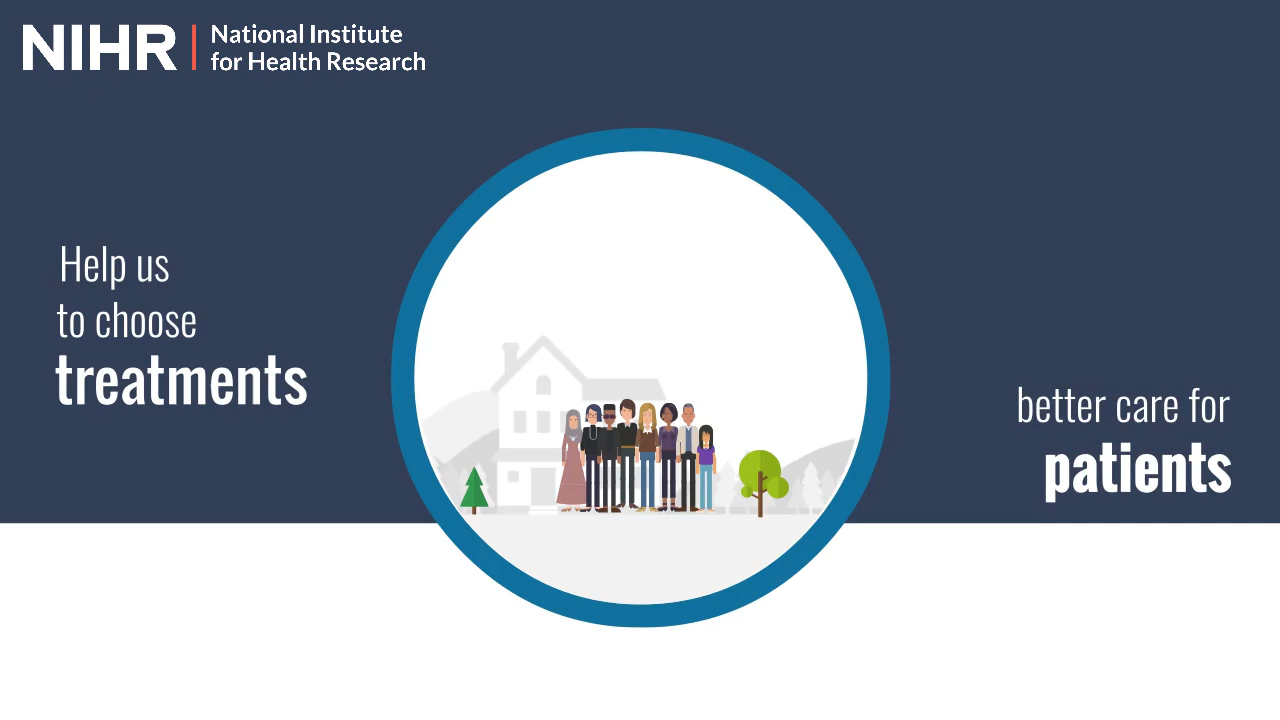 NIHR | National Institute
for Health Research
Help us
to choose
treatments
better care for
patients